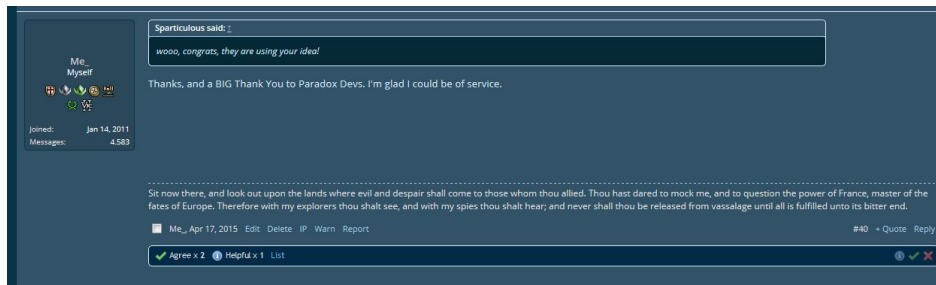 Sparticulous said: ↑
wooo, congrats, they are using your idea!
Me_
Myself
Thanks, and a BIG Thank You to Paradox Devs. I'm glad I could be of service.
Joined: Jan 14, 2011
Messages: 4.583
Sit now there, and look out upon the lands where evil and despair shall come to those whom thou allied. Thou hast dared to mock me, and to question the power of France, master of the
fates of Europe. Therefore with my explorers thou shalt see, and with my spies thou shalt hear; and never shall thou be released from vassalage until all is fulfilled unto its bitter end.
Me_, Apr 17, 2015 Edit Delete IP Warn Report #40 + Quote Reply
Agree x 2 Helpful x 1 List